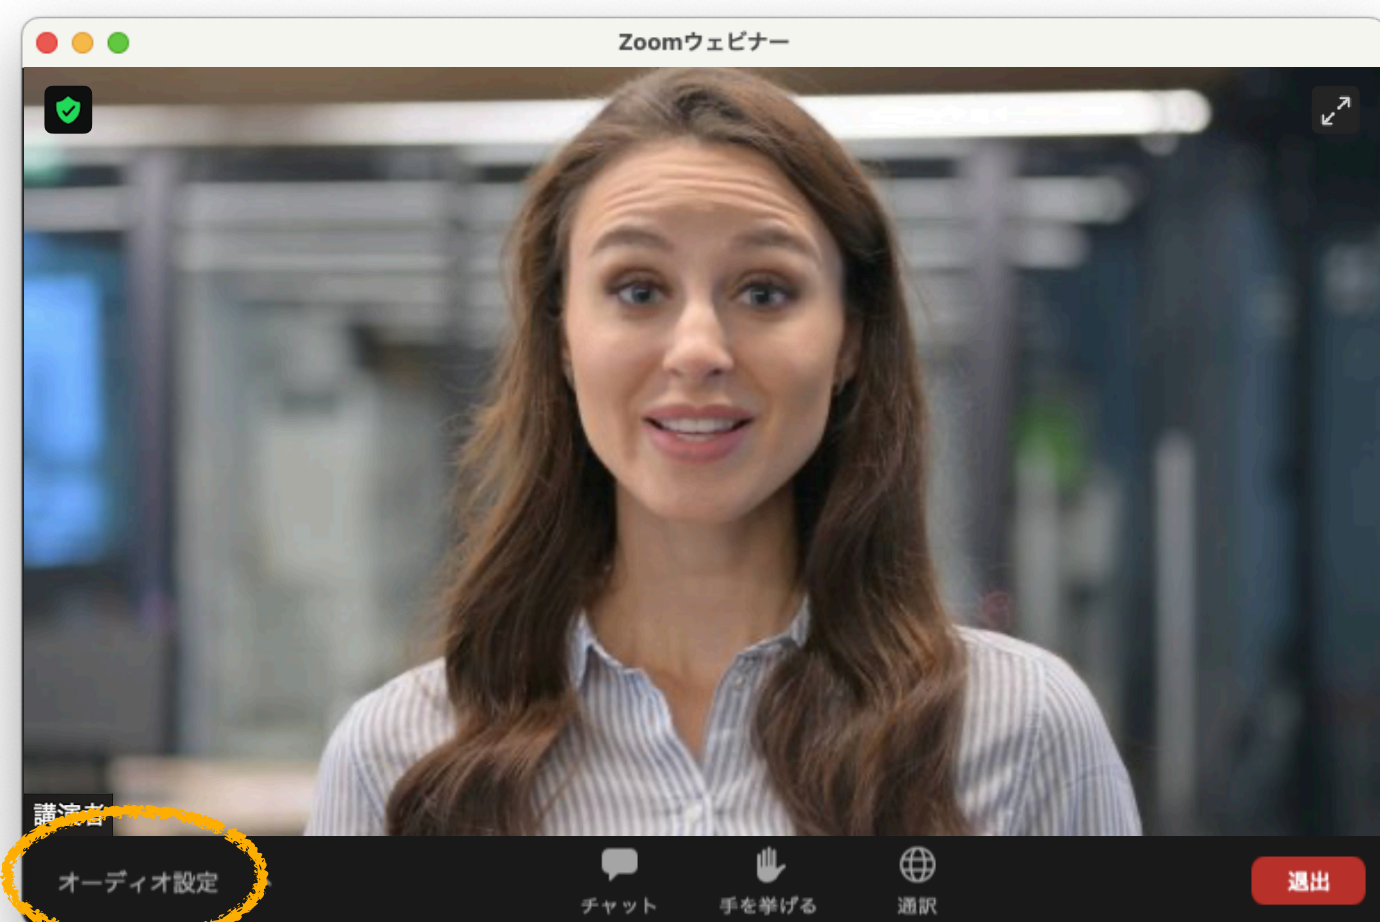 Zoomウェビナー
講演者
オーディオ設定
チャット
手を挙げる
通訳
退出